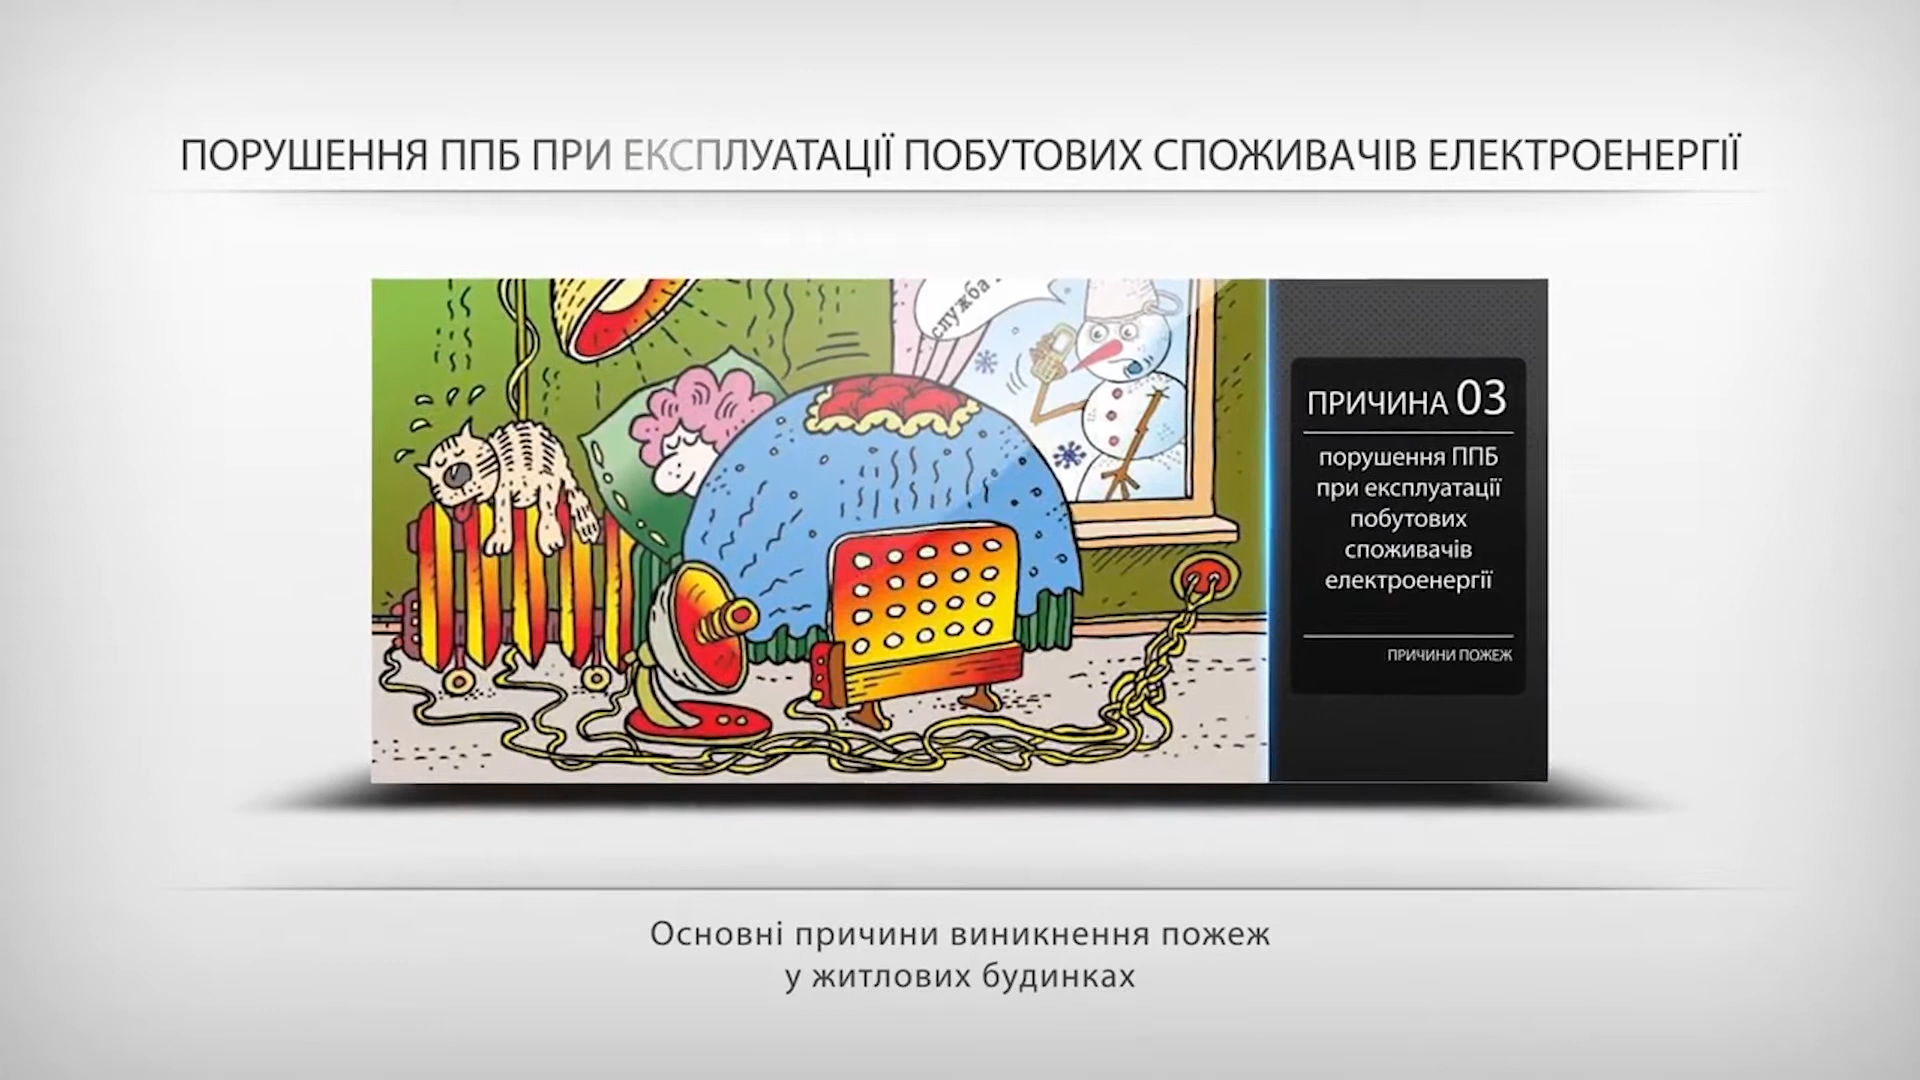 ПОРУШЕННЯ ППБ ПРИ ЕКСПЛУАТАЦІЇ ПОБУТОВИХ СПОЖИВАЧІВ ЕЛЕКТРОЕНЕРГІЇ
служба
ПРИЧИНА 03
порушення ППБ
при експлуатації
побутових
споживачів
електроенергії
ПРИЧИНИ ПОЖЕЖ
Основні причини виникнення пожеж
у житлових будинках